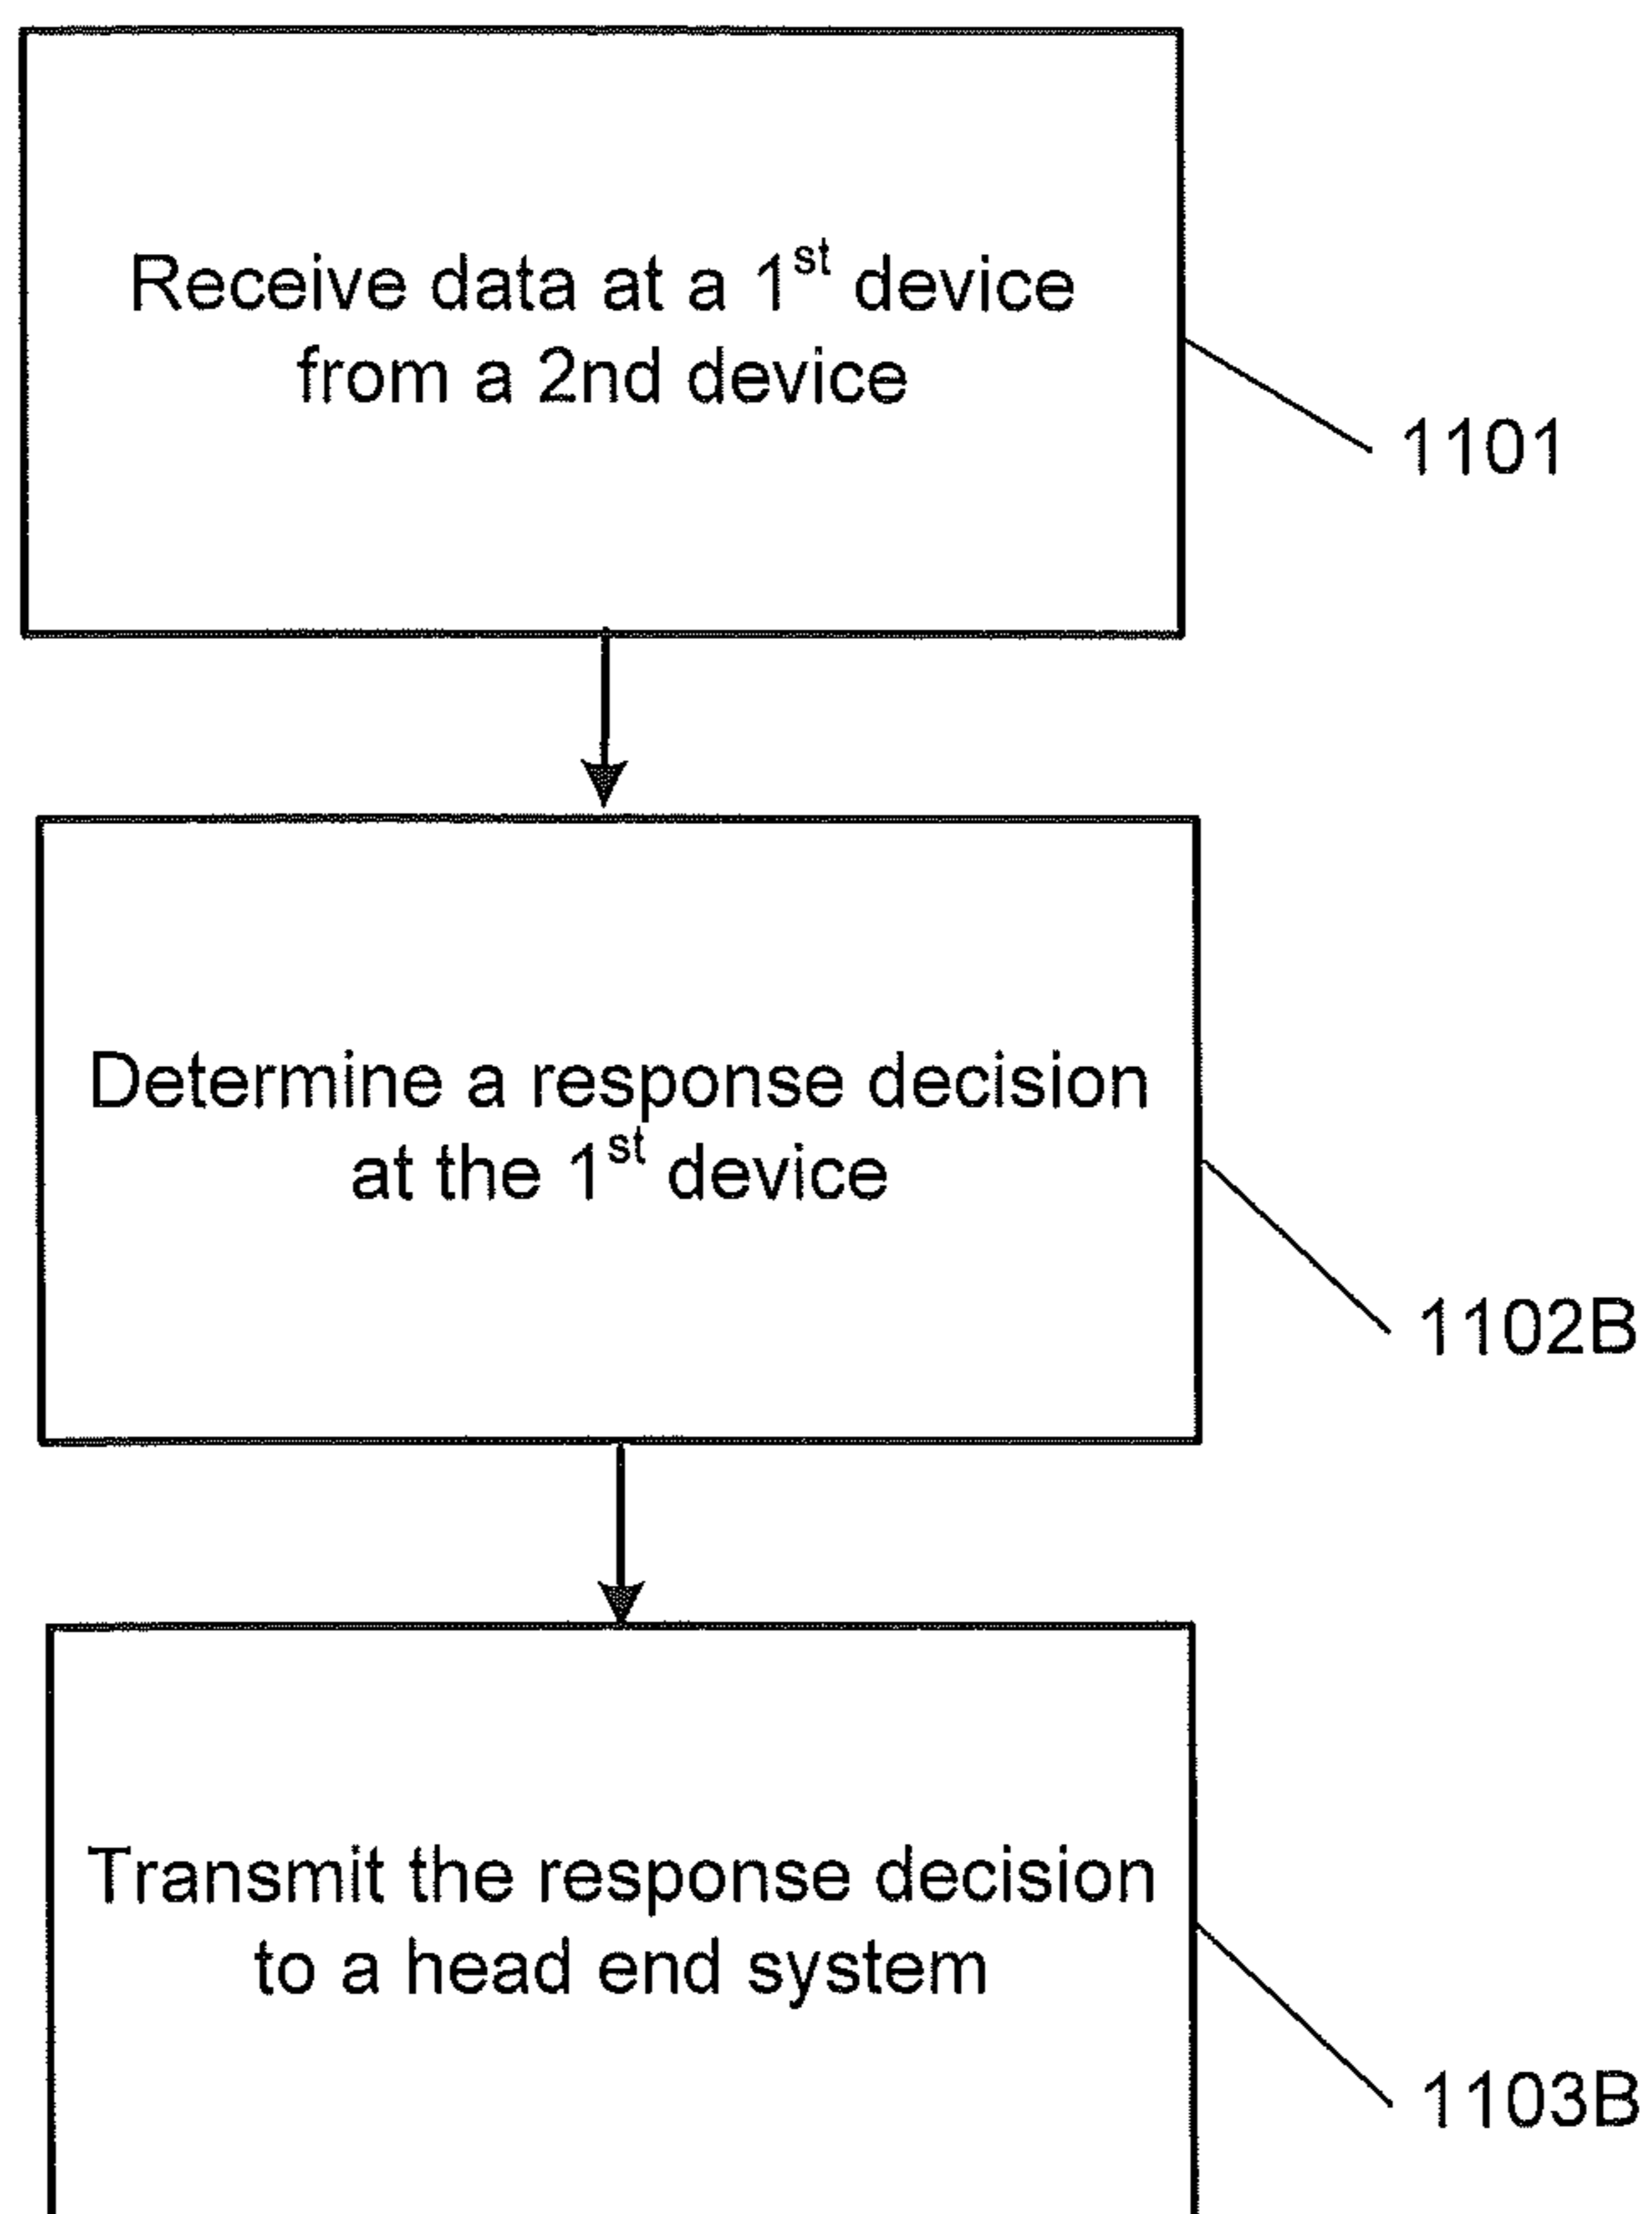 Receive data at a 1st device
from a 2nd device
1101
Determine a response decision
at the 1st device
1102B
Transmit the response decision
to a head end system
1103B